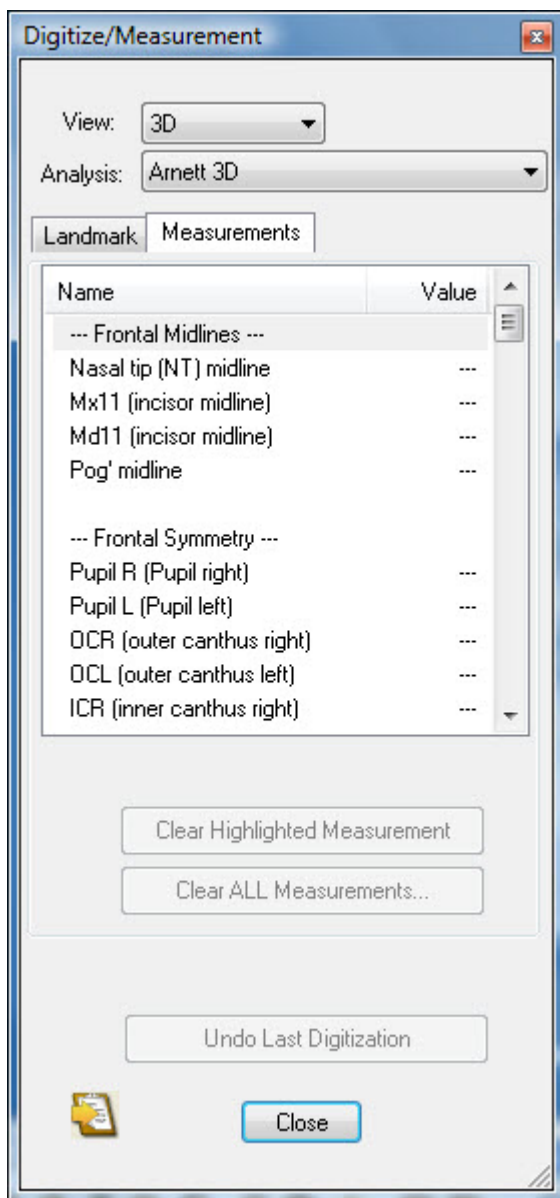 Digitize/Measurement
View: 3D
Analysis: Arnett 3D
Landmark Measurements
Name Value
--- Frontal Midlines ---
Nasal tip (NT) midline ---
Mx11 (incisor midline) ---
Md11 (incisor midline) ---
Pog' midline ---
--- Frontal Symmetry ---
Pupil R (Pupil right) ---
Pupil L (Pupil left) ---
OCR (outer canthus right) ---
OCL (outer canthus left) ---
ICR (inner canthus right) ---
Clear Highlighted Measurement
Clear ALL Measurements...
Undo Last Digitization
Close